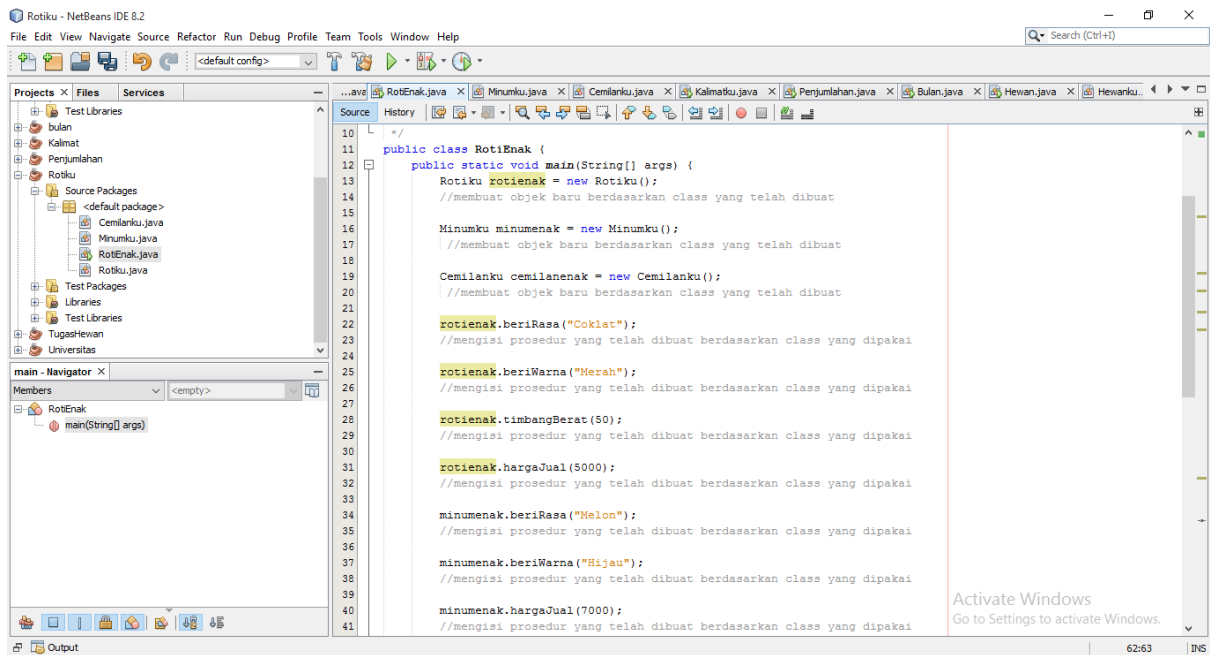 Rotiku - NetBeans IDE 8.2
File Edit View Navigate Source Refactor Run Debug Profile Team Tools Window Help
Search (Ctrl+I)
<default config>
Projects Files Services
Test Libraries
bulan
Kalimat
Penjumlahan
Rotiku
Source Packages
<default package>
Cemilanku.java
Minumku.java
RotiEnak.java
Rotiku.java
Test Packages
Libraries
Test Libraries
TugasHewan
Universitas
main - Navigator
Members <empty>
RotiEnak
main(String[] args)
...ava RotiEnak.java Minumku.java Cemilanku.java Kalimatku.java Penjumlahan.java Bulan.java Hewan.java Hewanku..
Source History
10 */
11 public class RotiEnak {
12 public static void main(String[] args) {
13 Rotiku rotienak = new Rotiku();
14 //membuat objek baru berdasarkan class yang telah dibuat
15
16 Minumku minumenak = new Minumku();
17 //membuat objek baru berdasarkan class yang telah dibuat
18
19 Cemilanku cemilanenak = new Cemilanku();
20 //membuat objek baru berdasarkan class yang telah dibuat
21
22 rotienak.beriRasa("Coklat");
23 //mengisi prosedur yang telah dibuat berdasarkan class yang dipakai
24
25 rotienak.beriWarna("Merah");
26 //mengisi prosedur yang telah dibuat berdasarkan class yang dipakai
27
28 rotienak.timbangBerat(50);
29 //mengisi prosedur yang telah dibuat berdasarkan class yang dipakai
30
31 rotienak.hargaJual(5000);
32 //mengisi prosedur yang telah dibuat berdasarkan class yang dipakai
33
34 minumenak.beriRasa("Melon");
35 //mengisi prosedur yang telah dibuat berdasarkan class yang dipakai
36
37 minumenak.beriWarna("Hijau");
38 //mengisi prosedur yang telah dibuat berdasarkan class yang dipakai
39
40 minumenak.hargaJual(7000);
41 //mengisi prosedur yang telah dibuat berdasarkan class yang dipakai
Activate Windows
Go to Settings to activate Windows.
Output
62:63 INS